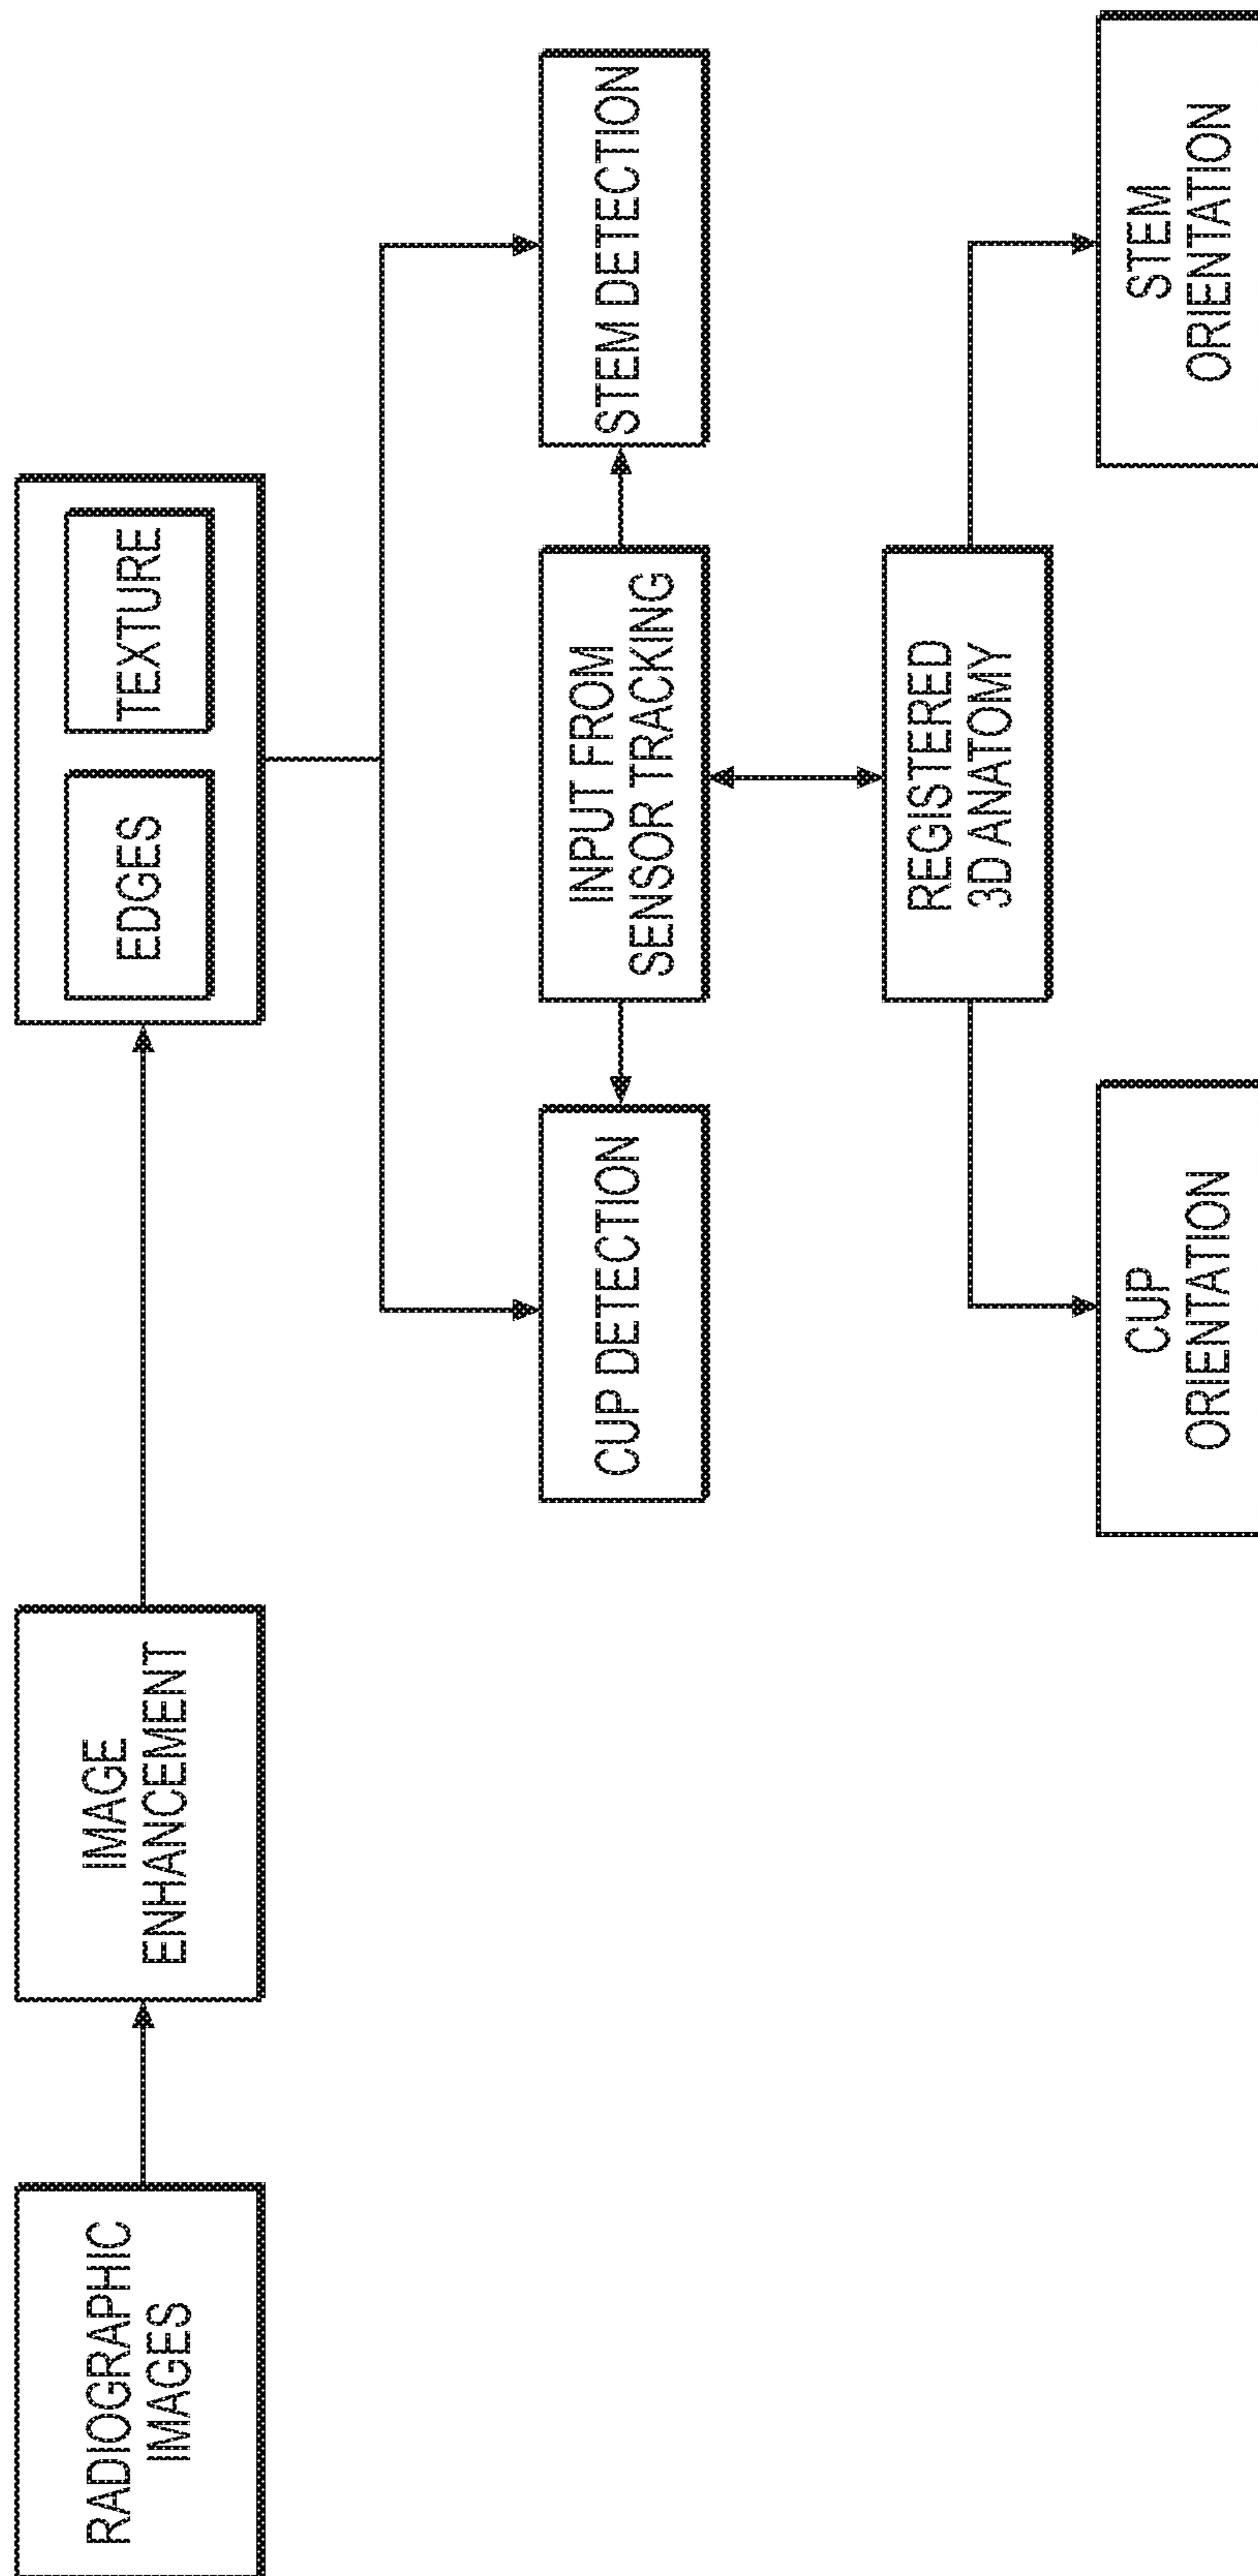 RADIOGRAPHIC
IMAGES
IMAGE
ENHANCEMENT
EDGES
TEXTURE
CUP DETECTION
INPUT FROM
SENSOR TRACKING
STEM DETECTION
REGISTERED
3D ANATOMY
CUP
ORIENTATION
STEM
ORIENTATION